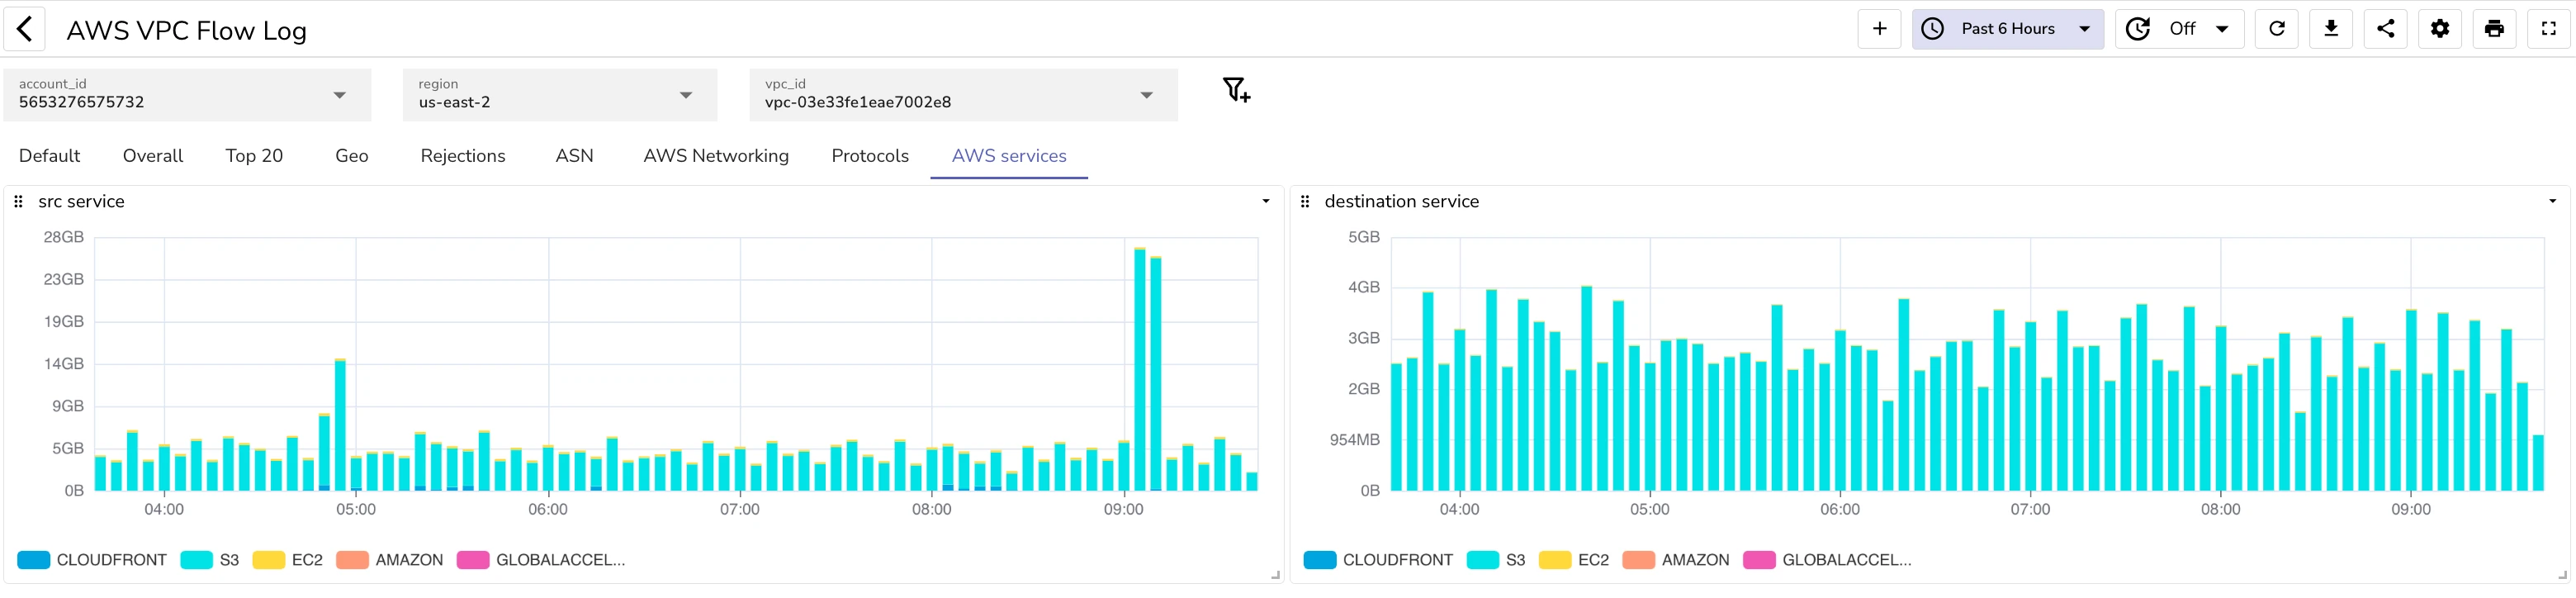 AWS VPC Flow Log
Past 6 Hours
Off
account_id
5653276575732
region
us-east-2
vpc_id
vpc-03e33fe1eae7002e8
Default Overall Top 20 Geo Rejections ASN AWS Networking Protocols AWS services
src service
28GB
23GB
19GB
14GB
9GB
5GB
0B
04:00 05:00 06:00 07:00 08:00 09:00
CLOUDFRONT S3 EC2 AMAZON GLOBALACCEL...
destination service
5GB
4GB
3GB
2GB
954MB
0B
04:00 05:00 06:00 07:00 08:00 09:00
CLOUDFRONT S3 EC2 AMAZON GLOBALACCEL...